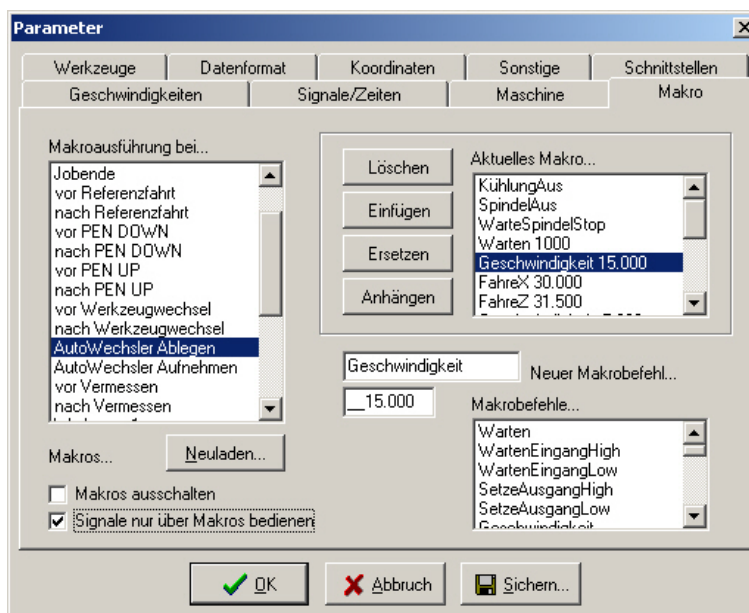 Parameter
Werkzeuge
Datenformat
Koordinaten
Sonstige
Schnittstellen
Geschwindigkeiten
Signale/Zeiten
Maschine
Makro
Makroausführung bei...
Jobende
vor Referenzfahrt
nach Referenzfahrt
vor PEN DOWN
nach PEN DOWN
vor PEN UP
nach PEN UP
vor Werkzeugwechsel
nach Werkzeugwechsel
AutoWechsler Ablegen
AutoWechsler Aufnehmen
vor Vermessen
nach Vermessen
Makros...
Neuladen...
Makros ausschalten
Signale nur über Makros bedienen
Löschen
Einfügen
Ersetzen
Anhängen
Aktuelles Makro...
KühlungAus
SpindelAus
WarteSpindelStop
Warten 1000
Geschwindigkeit 15.000
FahreX 30.000
FahreZ 31.500
Geschwindigkeit
__15.000
Neuer Makrobefehl...
Makrobefehle...
Warten
WartenEingangHigh
WartenEingangLow
SetzeAusgangHigh
SetzeAusgangLow
Geschwindigkeit
OK
Abbruch
Sichern...